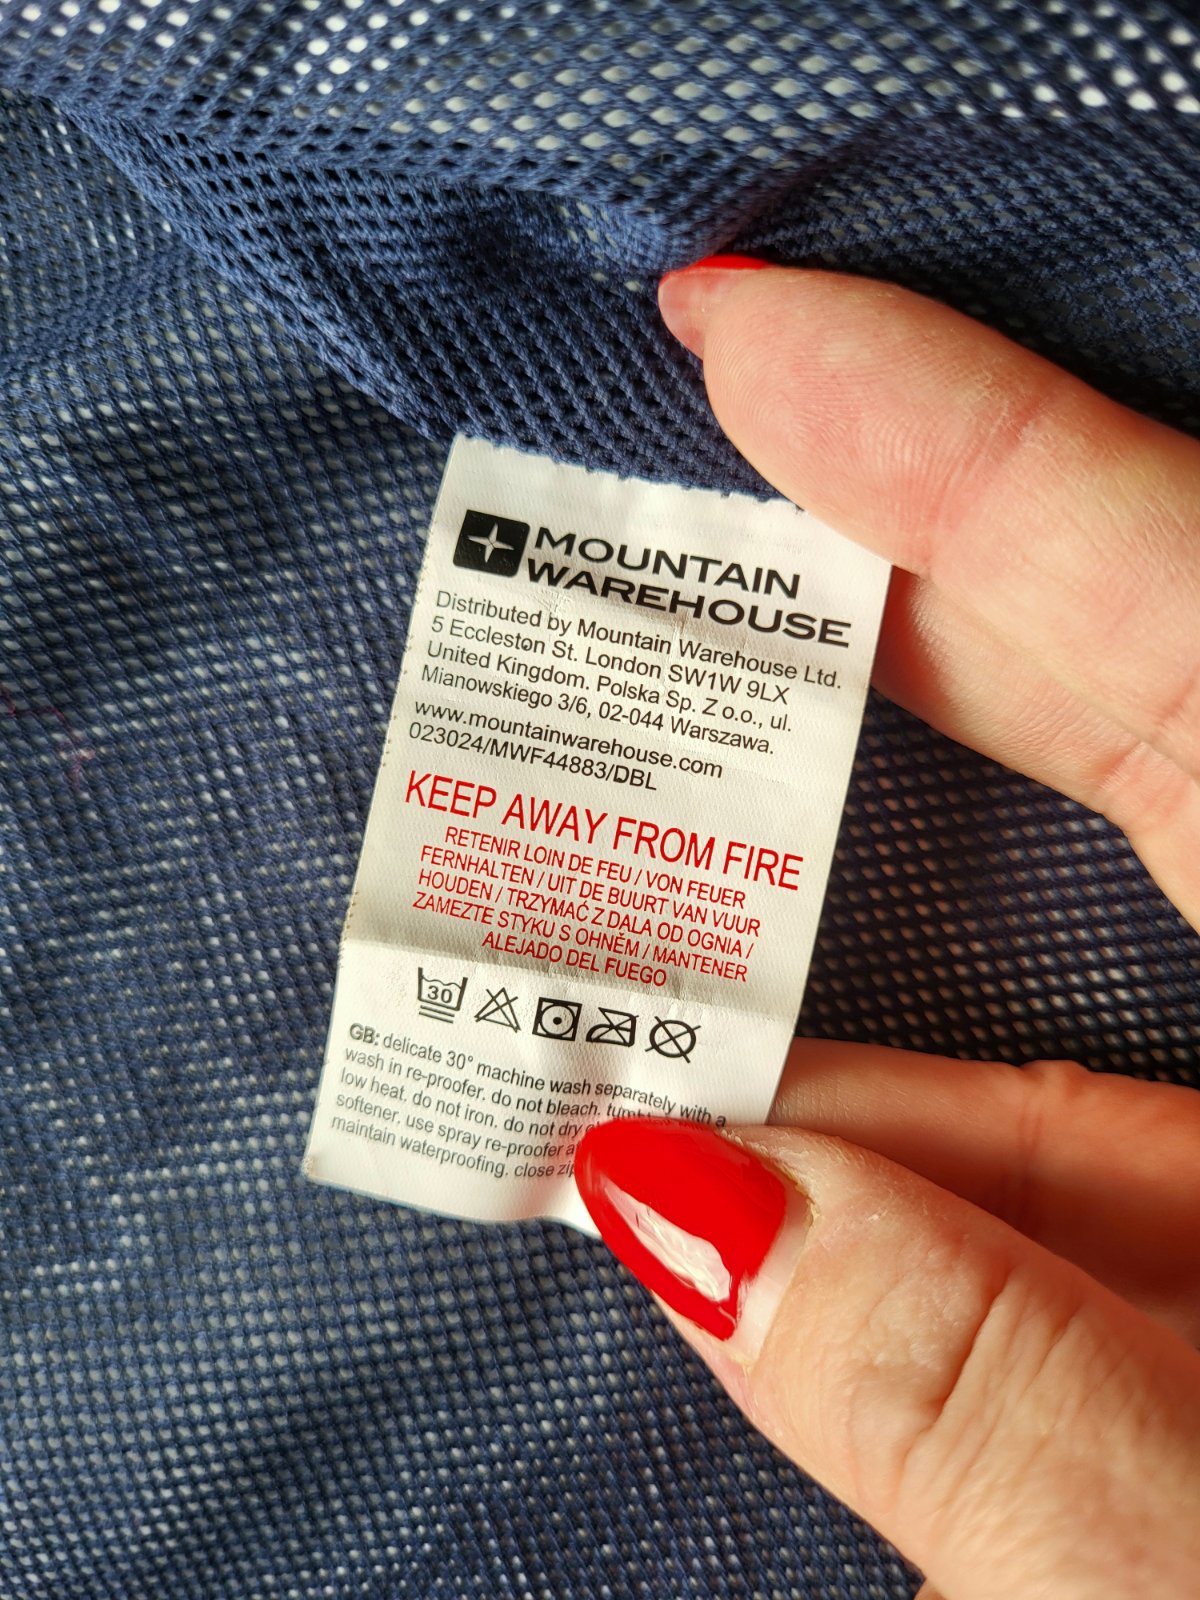 MOUNTAIN
WAREHOUSE
Distributed by Mountain Warehouse Ltd.
5 Eccleston St. London SW1W 9LX
United Kingdom. Polska Sp. Z o.o., ul.
Mianowskiego 3/6, 02-044 Warszawa.
www.mountainwarehouse.com
023024/MWF44883/DBL
KEEP AWAY FROM FIRE
RETENIR LOIN DE FEU / VON FEUER
FERNHALTEN / UIT DE BUURT VAN VUUR
HOUDEN / TRZYMAĆ Z DALA OD OGNIA /
ZAMEZTE STYKU S OHNĚM / MANTENER
ALEJADO DEL FUEGO
30
GB: delicate 30° machine wash separately with a
wash in re-proofer. do not bleach.
low heat. do not iron. do not dry
softener. use spray re-proofer
maintain waterproofing. close